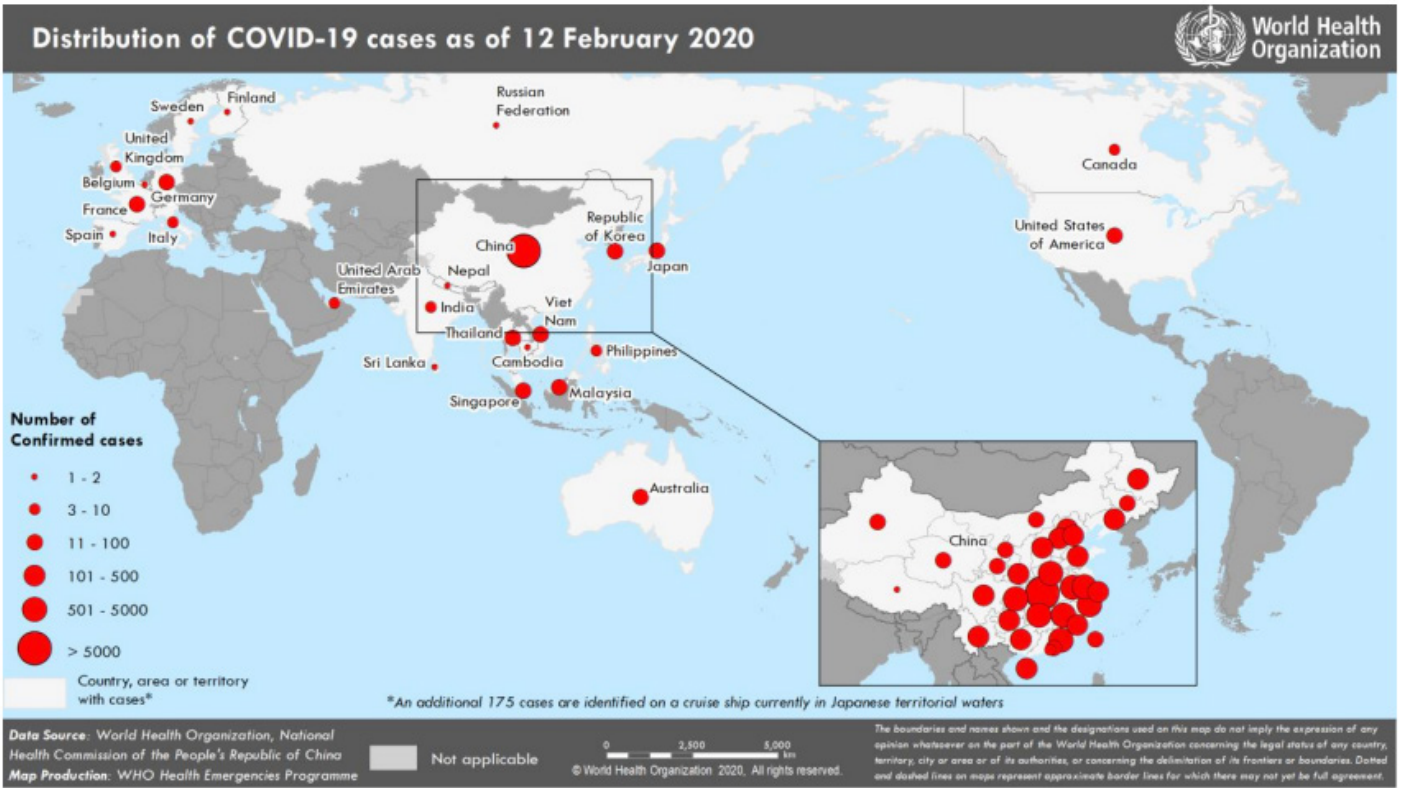 Distribution of COVID-19 cases as of 12 February 2020
World Health
Organization
Sweden
Finland
Russian
Federation
United
Kingdom
Belgium
Germany
France
Spain
Italy
Canada
United States
of America
Republic
of Korea
China
Japan
United Arab
Emirates
Nepal
India
Viet
Nam
Thailand
Cambodia
Philippines
Sri Lanka
Singapore
Malaysia
Australia
China
Number of
Confirmed cases
1 - 2
3 - 10
11 - 100
101 - 500
501 - 5000
> 5000
Country, area or territory
with cases*
*An additional 175 cases are identified on a cruise ship currently in Japanese territorial waters
Data Source: World Health Organization, National
Health Commission of the People's Republic of China
Map Production: WHO Health Emergencies Programme
Not applicable
0 2,500 5,000
km
© World Health Organization 2020, All rights reserved.
The boundaries and names shown and the designations used on this map do not imply the expression of any
opinion whatsoever on the part of the World Health Organization concerning the legal status of any country,
territory, city or area or of its authorities, or concerning the delimitation of its frontiers or boundaries. Dotted
and dashed lines on maps represent approximate border lines for which there may not yet be full agreement.